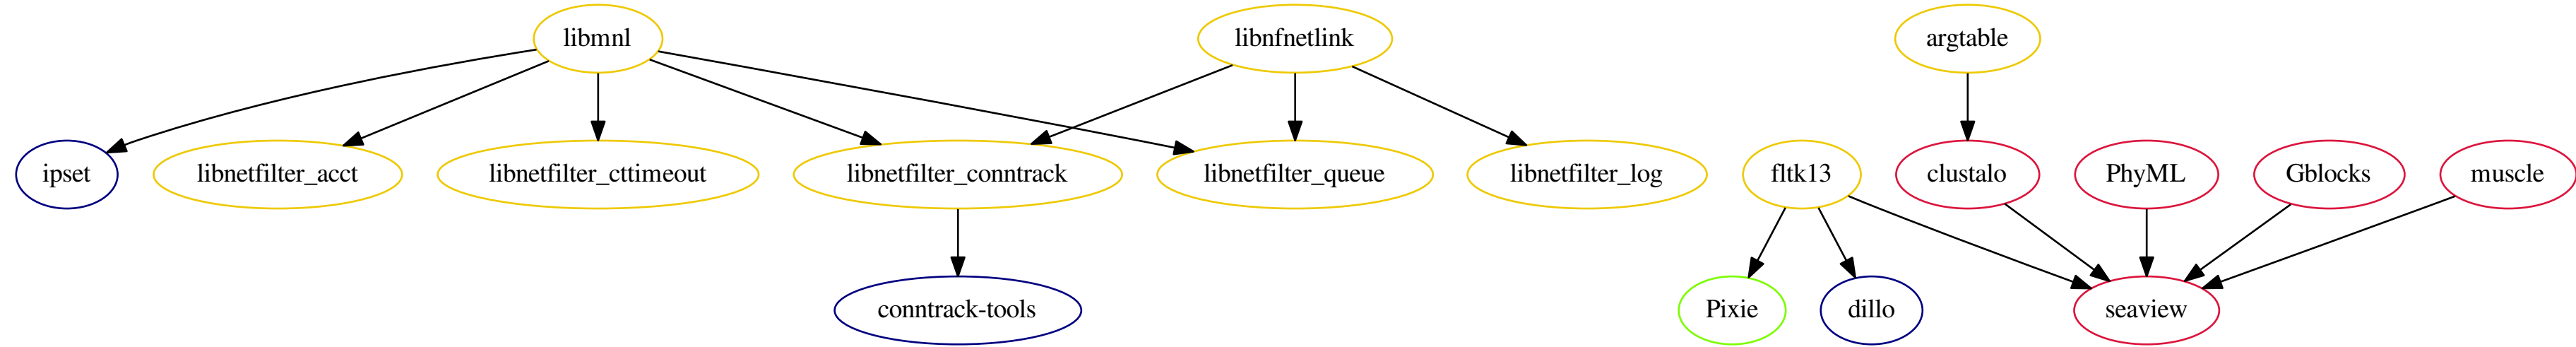 libmnl
libnfnetlink
argtable
ipset
libnetfilter_acct
libnetfilter_cttimeout
libnetfilter_conntrack
libnetfilter_queue
libnetfilter_log
fltk13
clustalo
PhyML
Gblocks
muscle
conntrack-tools
Pixie
dillo
seaview